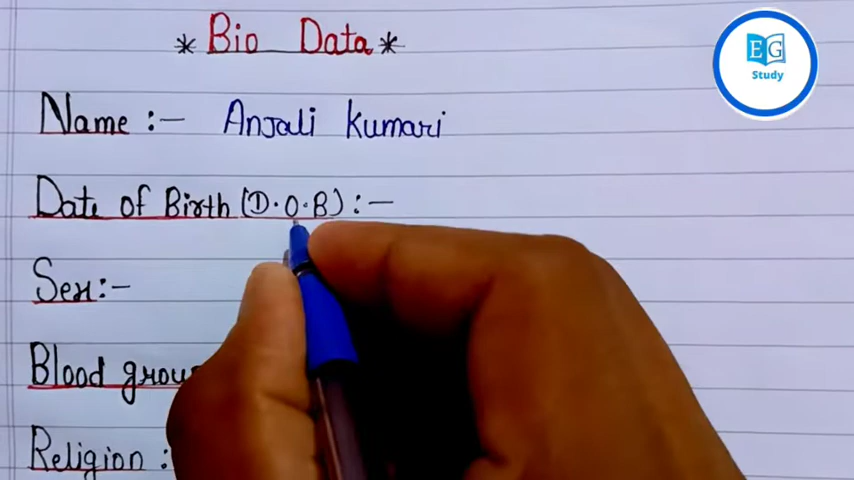 * Bio Data *
EG
Study
Name :- Anjali Kumari
Date of Birth (D.O.B) :-
Sex:-
Blood grou
Religion :